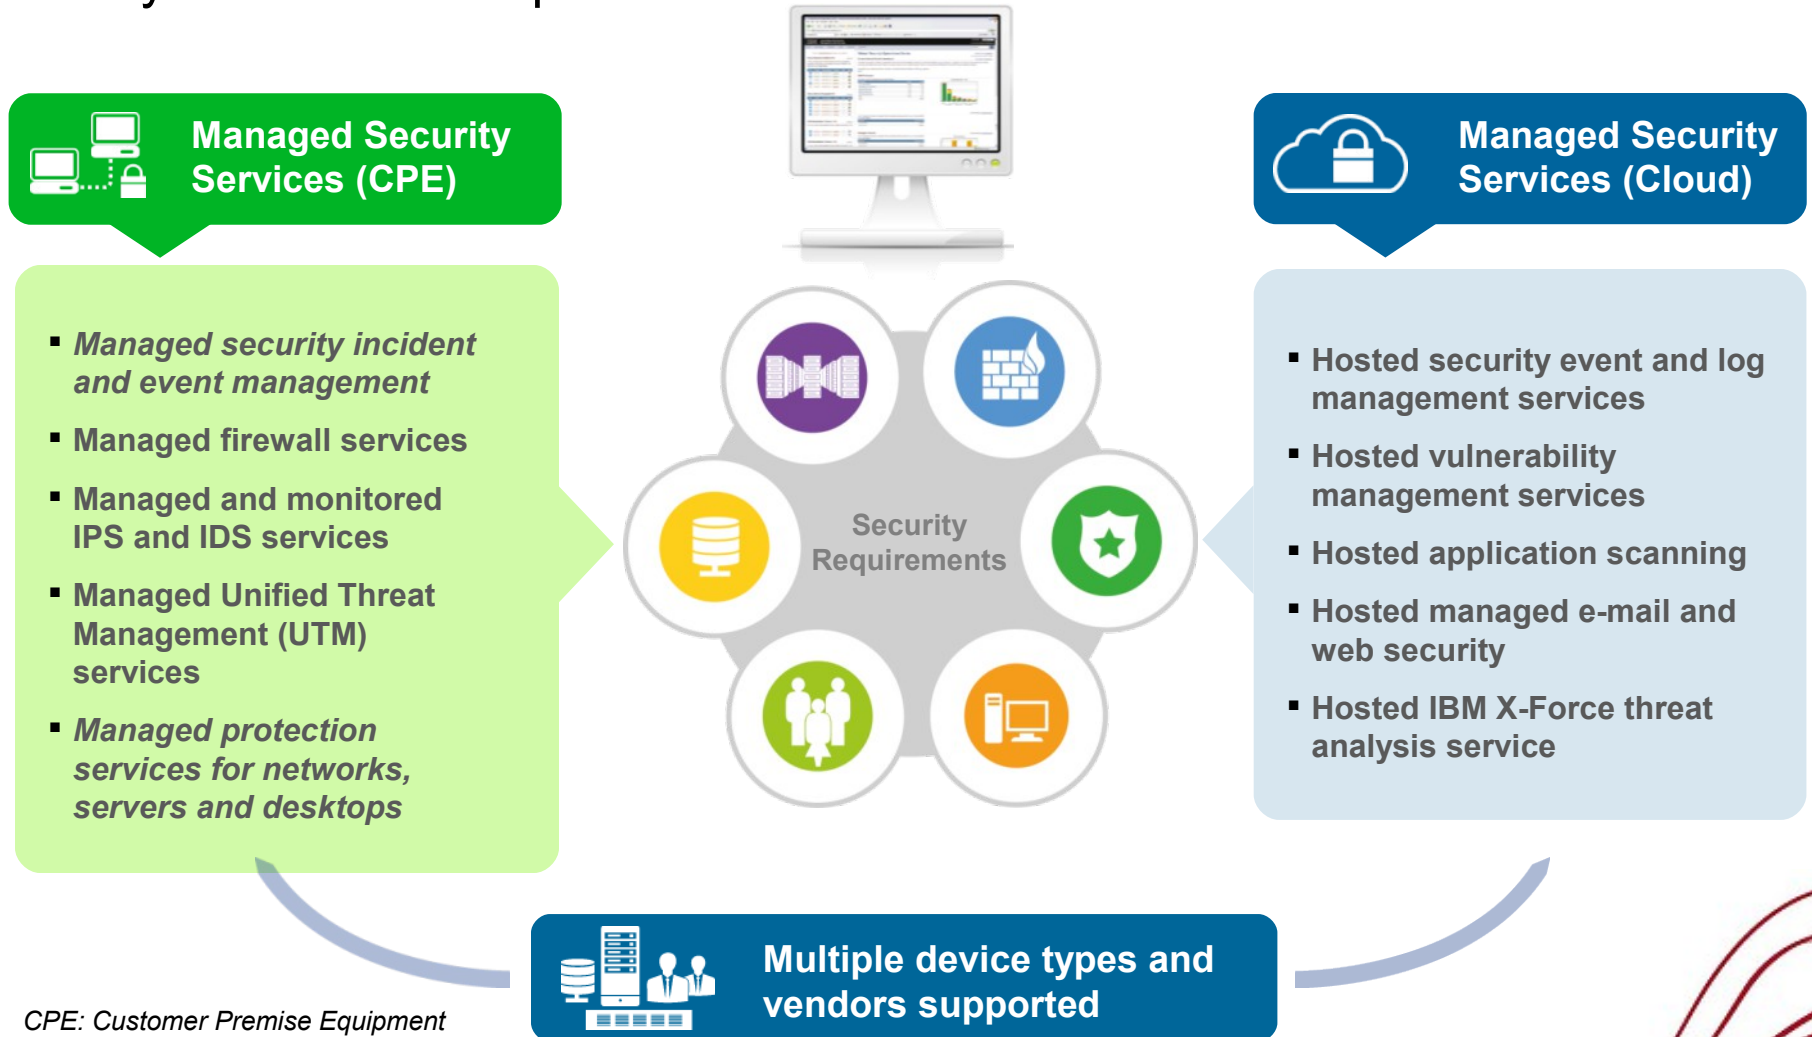 Managed Security
Services (CPE)
▪ Managed security incident
and event management
▪ Managed firewall services
▪ Managed and monitored
IPS and IDS services
▪ Managed Unified Threat
Management (UTM)
services
▪ Managed protection
services for networks,
servers and desktops
Security
Requirements
Managed Security
Services (Cloud)
▪ Hosted security event and log
management services
▪ Hosted vulnerability
management services
▪ Hosted application scanning
▪ Hosted managed e-mail and
web security
▪ Hosted IBM X-Force threat
analysis service
Multiple device types and
vendors supported
CPE: Customer Premise Equipment